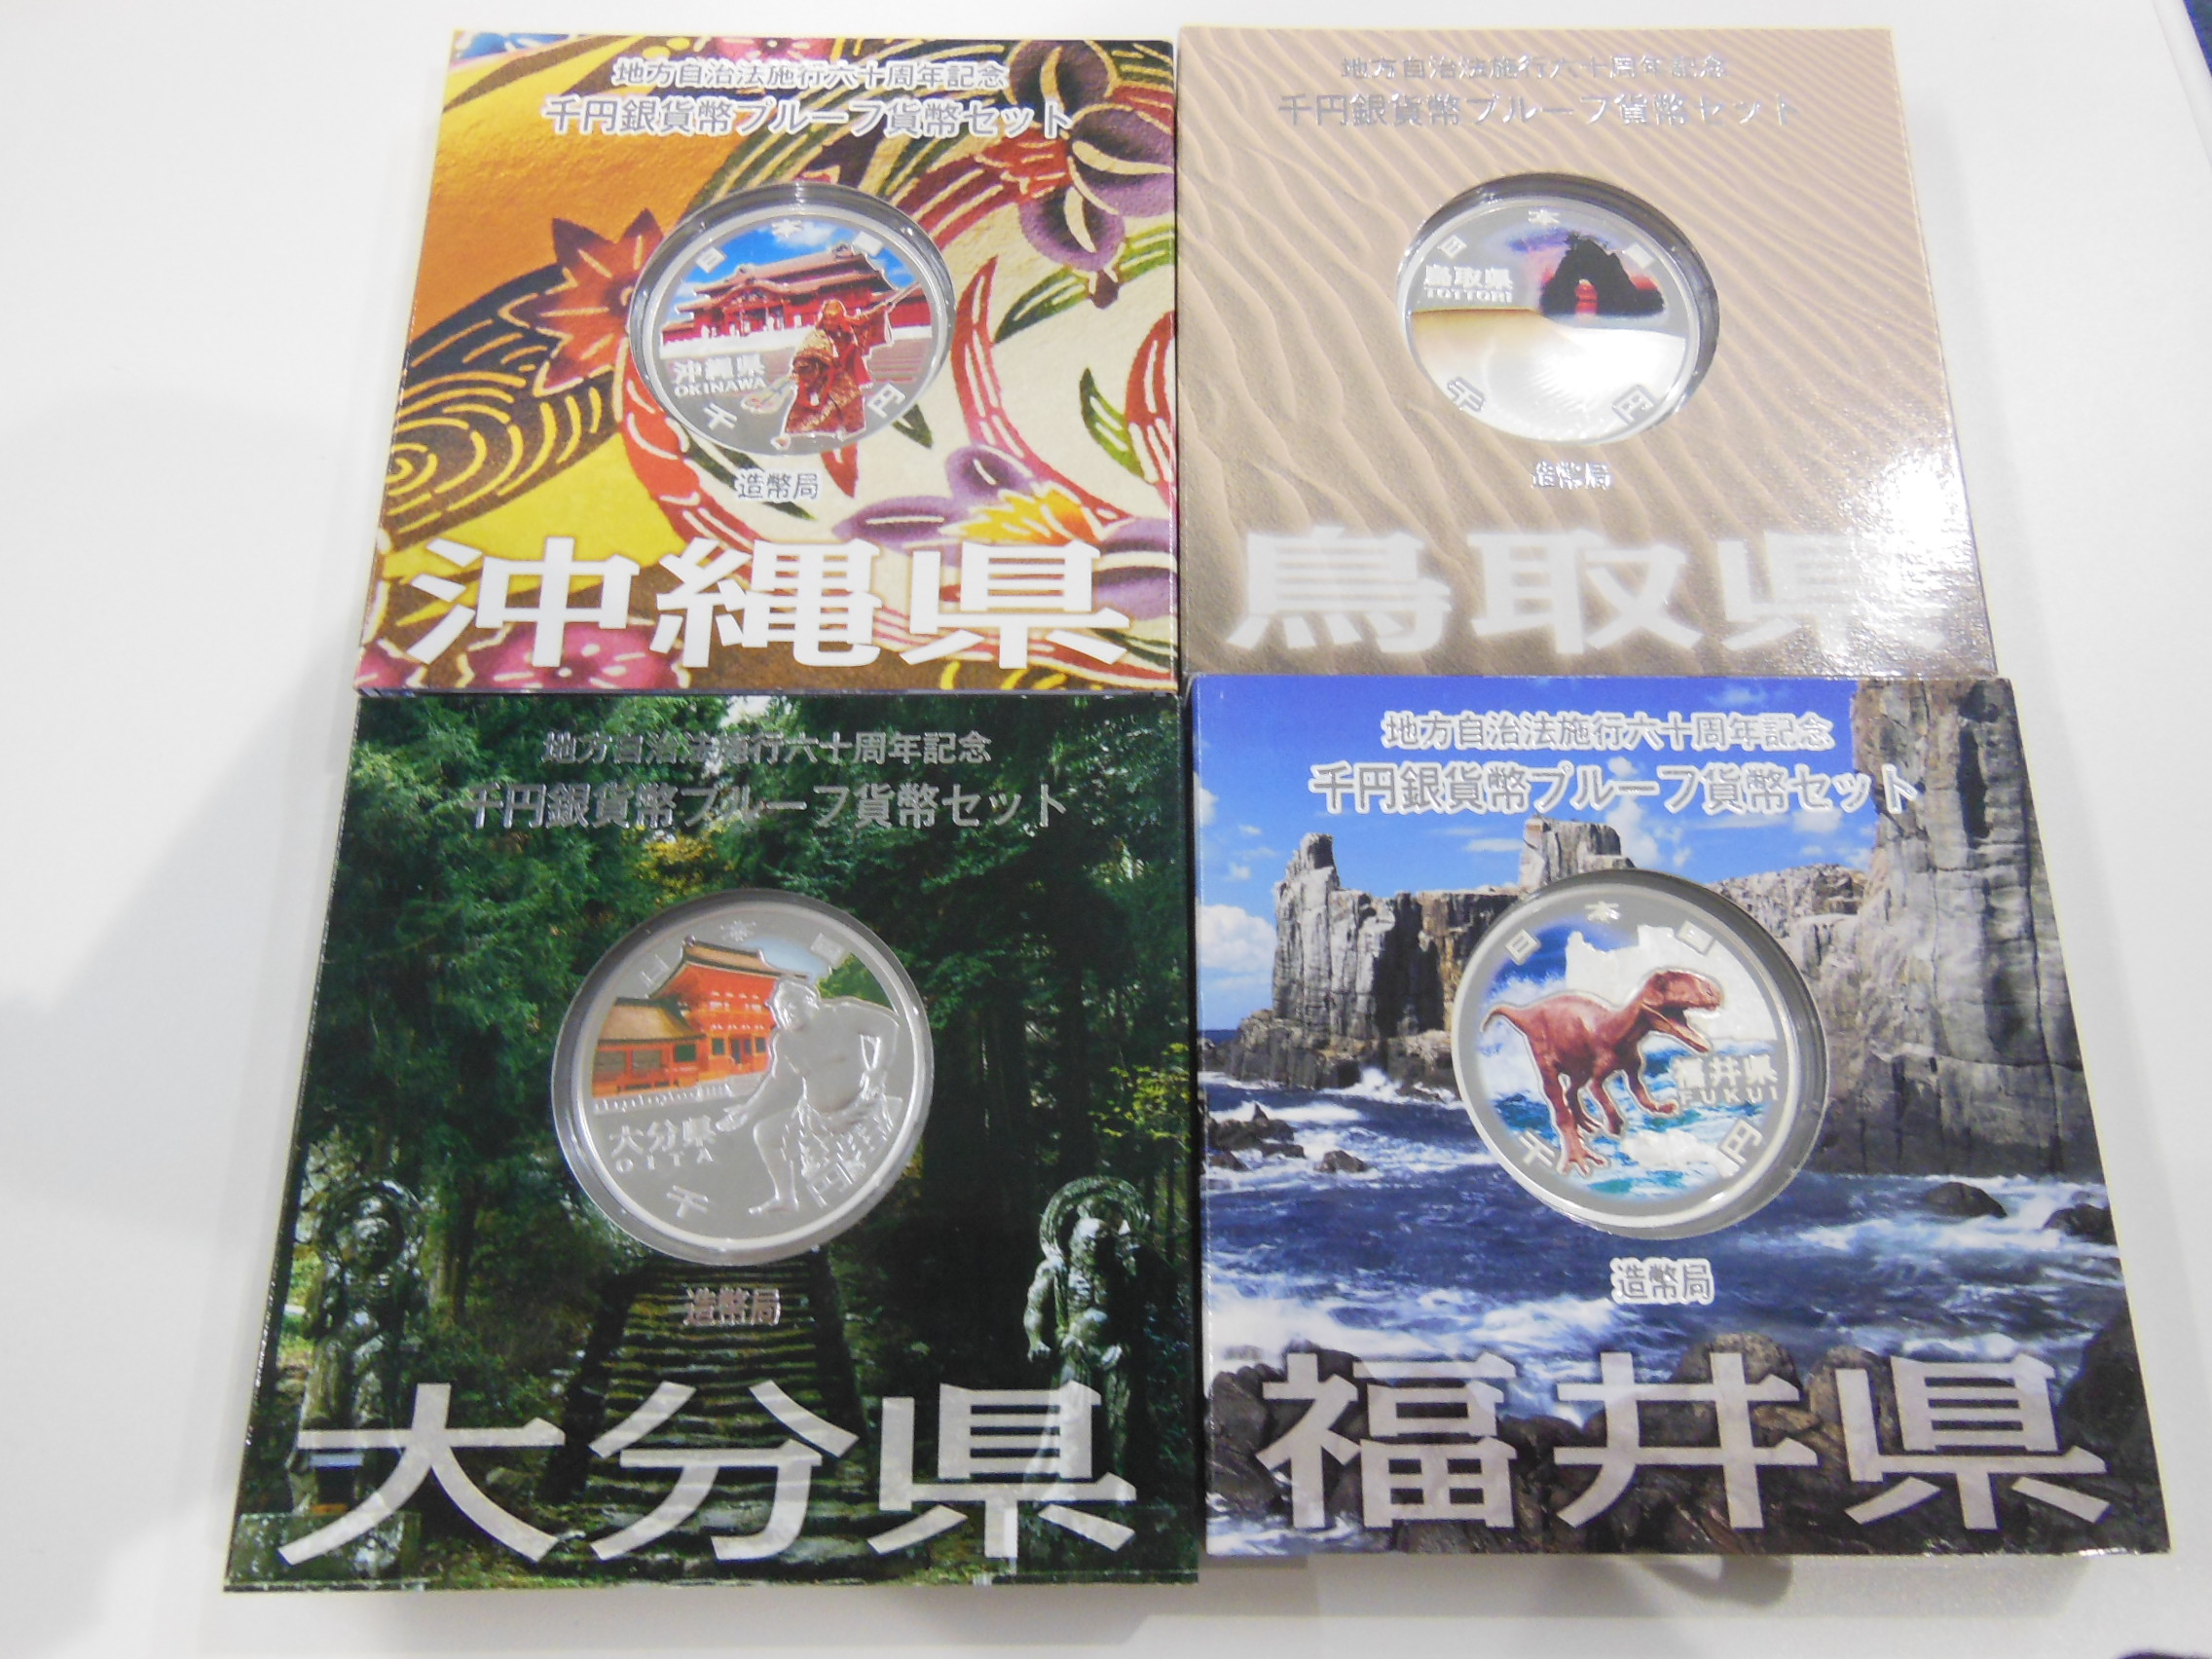 地方自治法施行六十周年記念
千円銀貨幣プルーフ貨幣セット
日本国
沖縄県
OKINAWA
千円
造幣局
沖縄県
地方自治法施行六十周年記念
千円銀貨幣プルーフ貨幣セット
日本国
鳥取県
TOTTORI
千円
造幣局
鳥取県
地方自治法施行六十周年記念
千円銀貨幣プルーフ貨幣セット
日本国
大分県
OITA
千円
造幣局
大分県
地方自治法施行六十周年記念
千円銀貨幣プルーフ貨幣セット
日本国
福井県
FUKUI
千円
造幣局
福井県